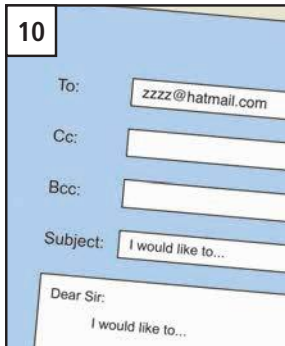 10
To: zzzz@hatmail.com
Cc:
Bcc:
Subject: I would like to...
Dear Sir:
I would like to...